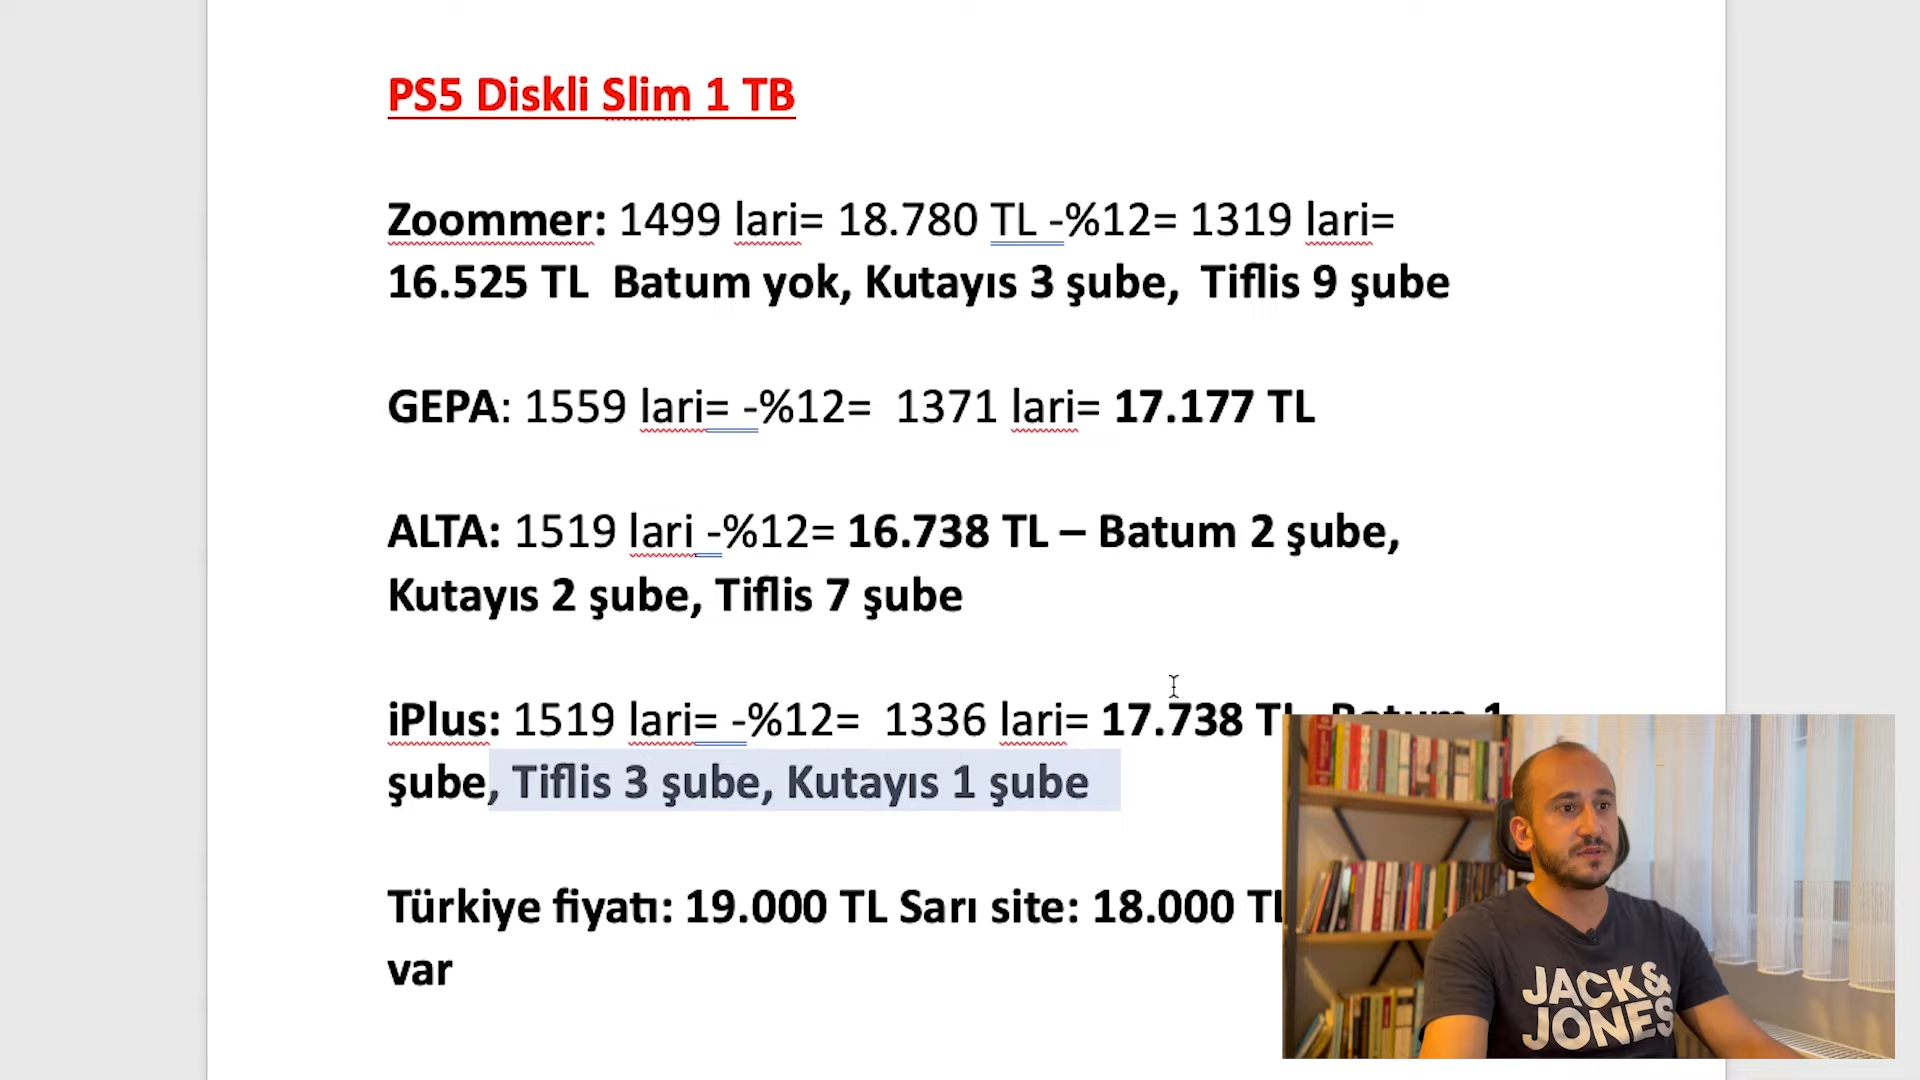 PS5 Diskli Slim 1 TB
Zoommer: 1499 lari= 18.780 TL -%12= 1319 lari=
16.525 TL  Batum yok, Kutayıs 3 şube,  Tiflis 9 şube
GEPA: 1559 lari= -%12=  1371 lari= 17.177 TL
ALTA: 1519 lari -%12= 16.738 TL – Batum 2 şube,
Kutayıs 2 şube, Tiflis 7 şube
iPlus: 1519 lari= -%12=  1336 lari= 17.738 TL Batum 1
şube, Tiflis 3 şube, Kutayıs 1 şube
Türkiye fiyatı: 19.000 TL Sarı site: 18.000 TL
var
JACK&
JONES